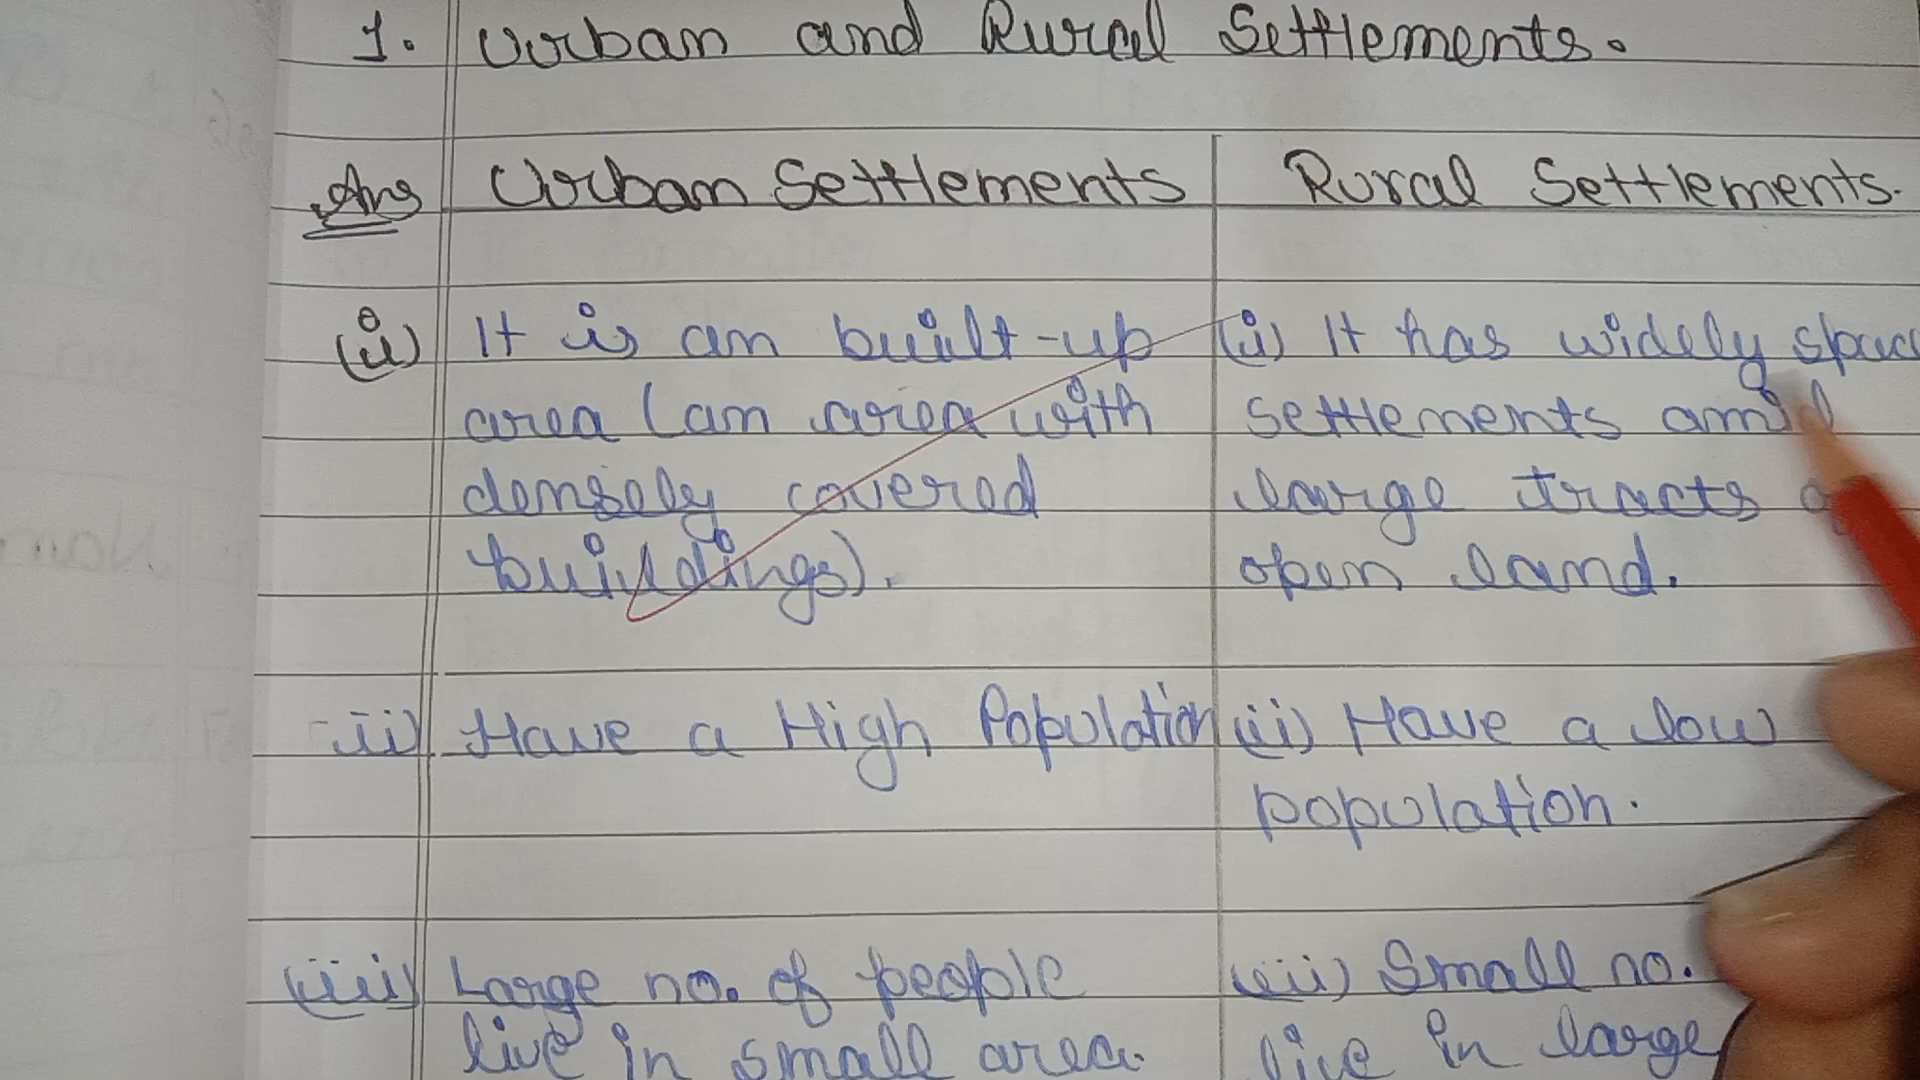 1. Urban and Rural Settlements.
Ans Urban Settlements Rural Settlements.
(i) It is an built-up (i) It has widely
area (an area with settlements amid
densely covered large tracts
buildings). open land.
ii) Have a High Population (ii) Have a low
population.
(iii) Large no. of people (iii) Small no.
live in small area. live in large